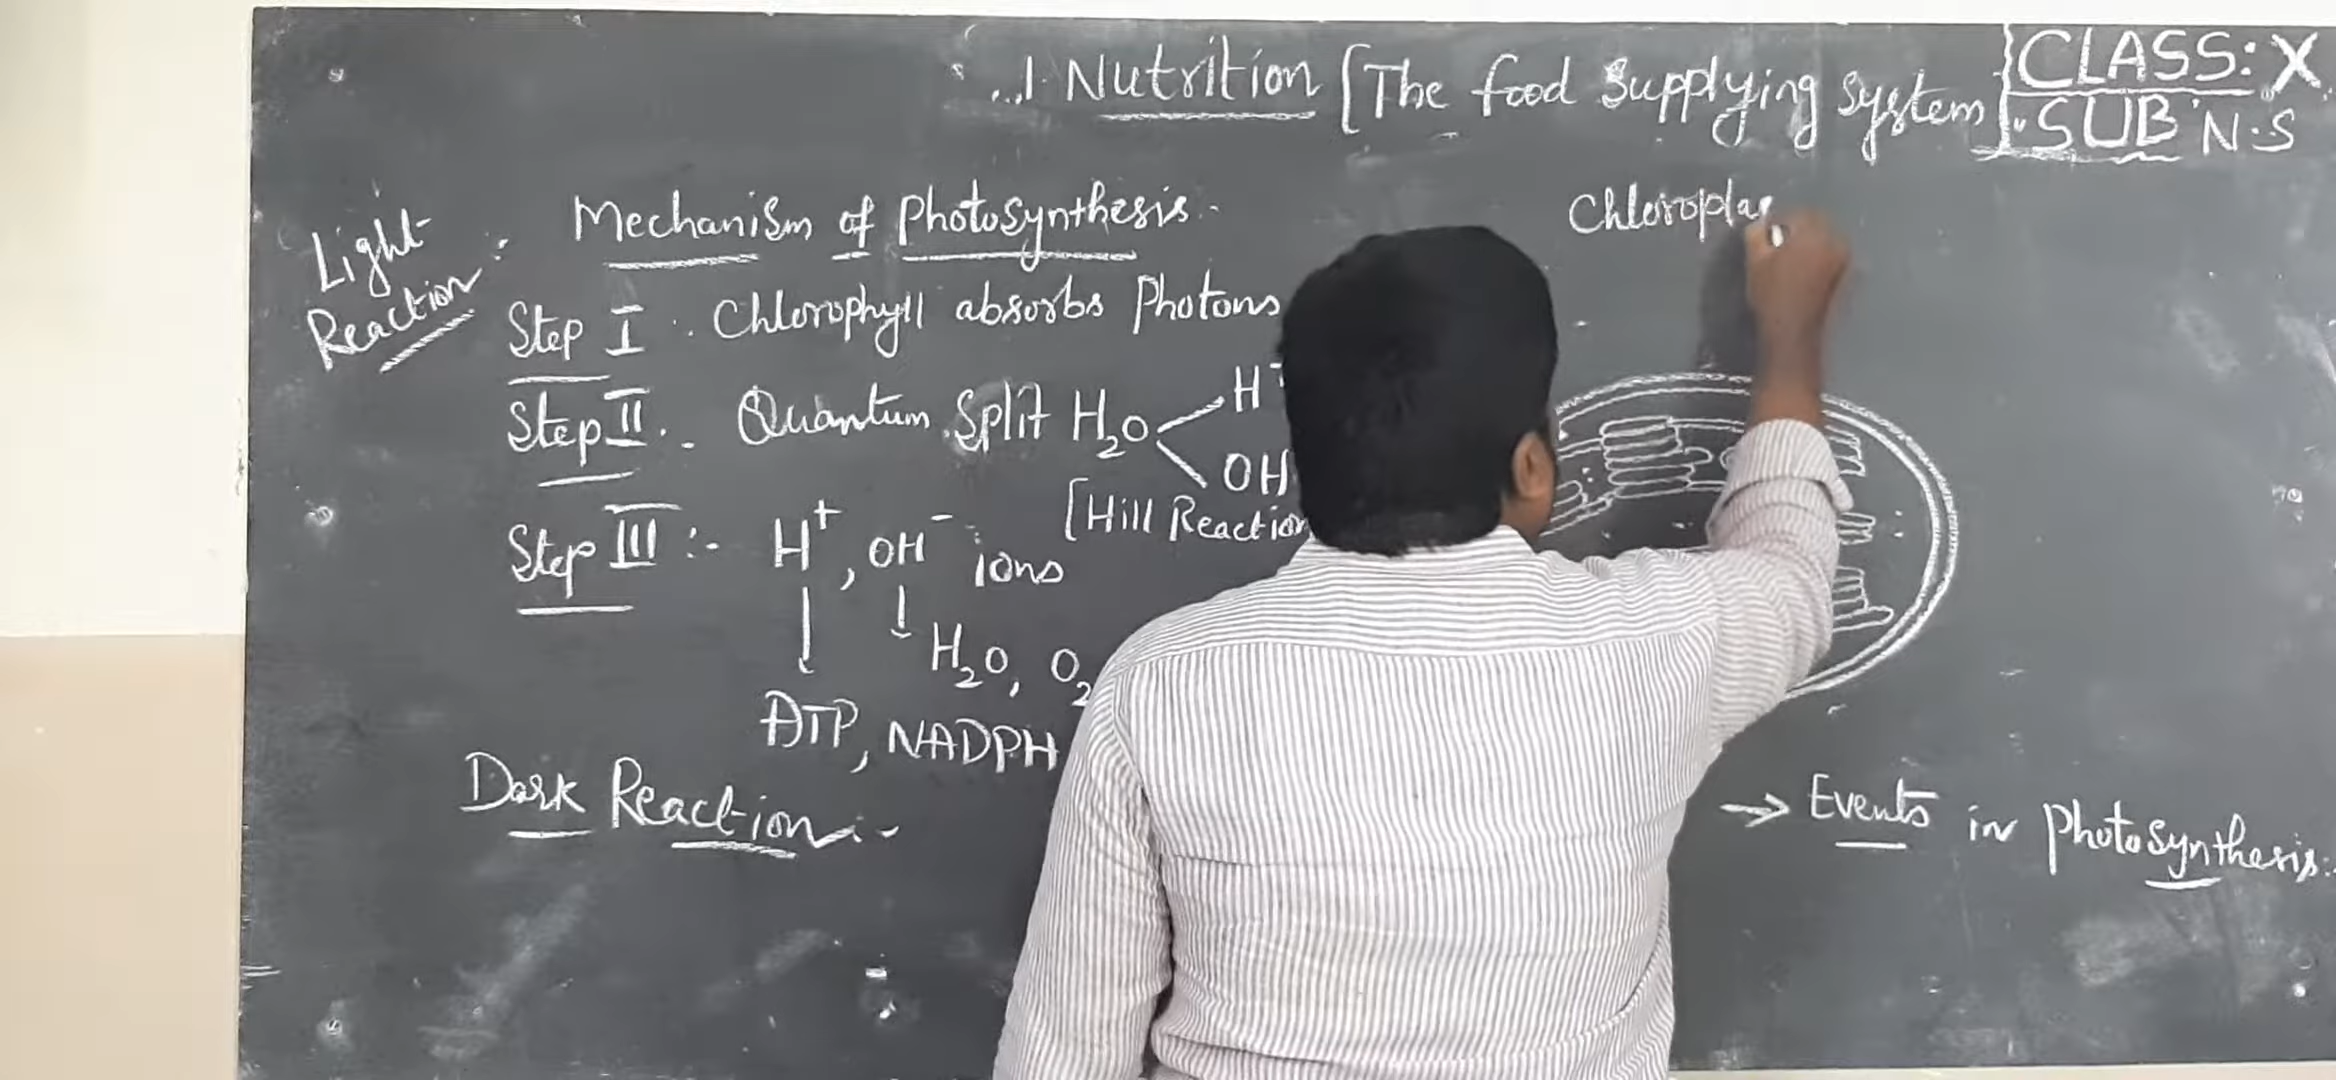 1. Nutrition [The food Supplying System]
CLASS: X
SUB: N.S
Mechanism of Photosynthesis.
Light Reaction:
Step I :. Chlorophyll absorbs Photons
Step II :. Quantum Split H₂O H
OH
[Hill Reaction
Step III :- H⁺, OH⁻ ions
H₂O, O₂
ATP, NADPH
Dark Reaction :-
Chloropla
→ Events in Photosynthesis:-